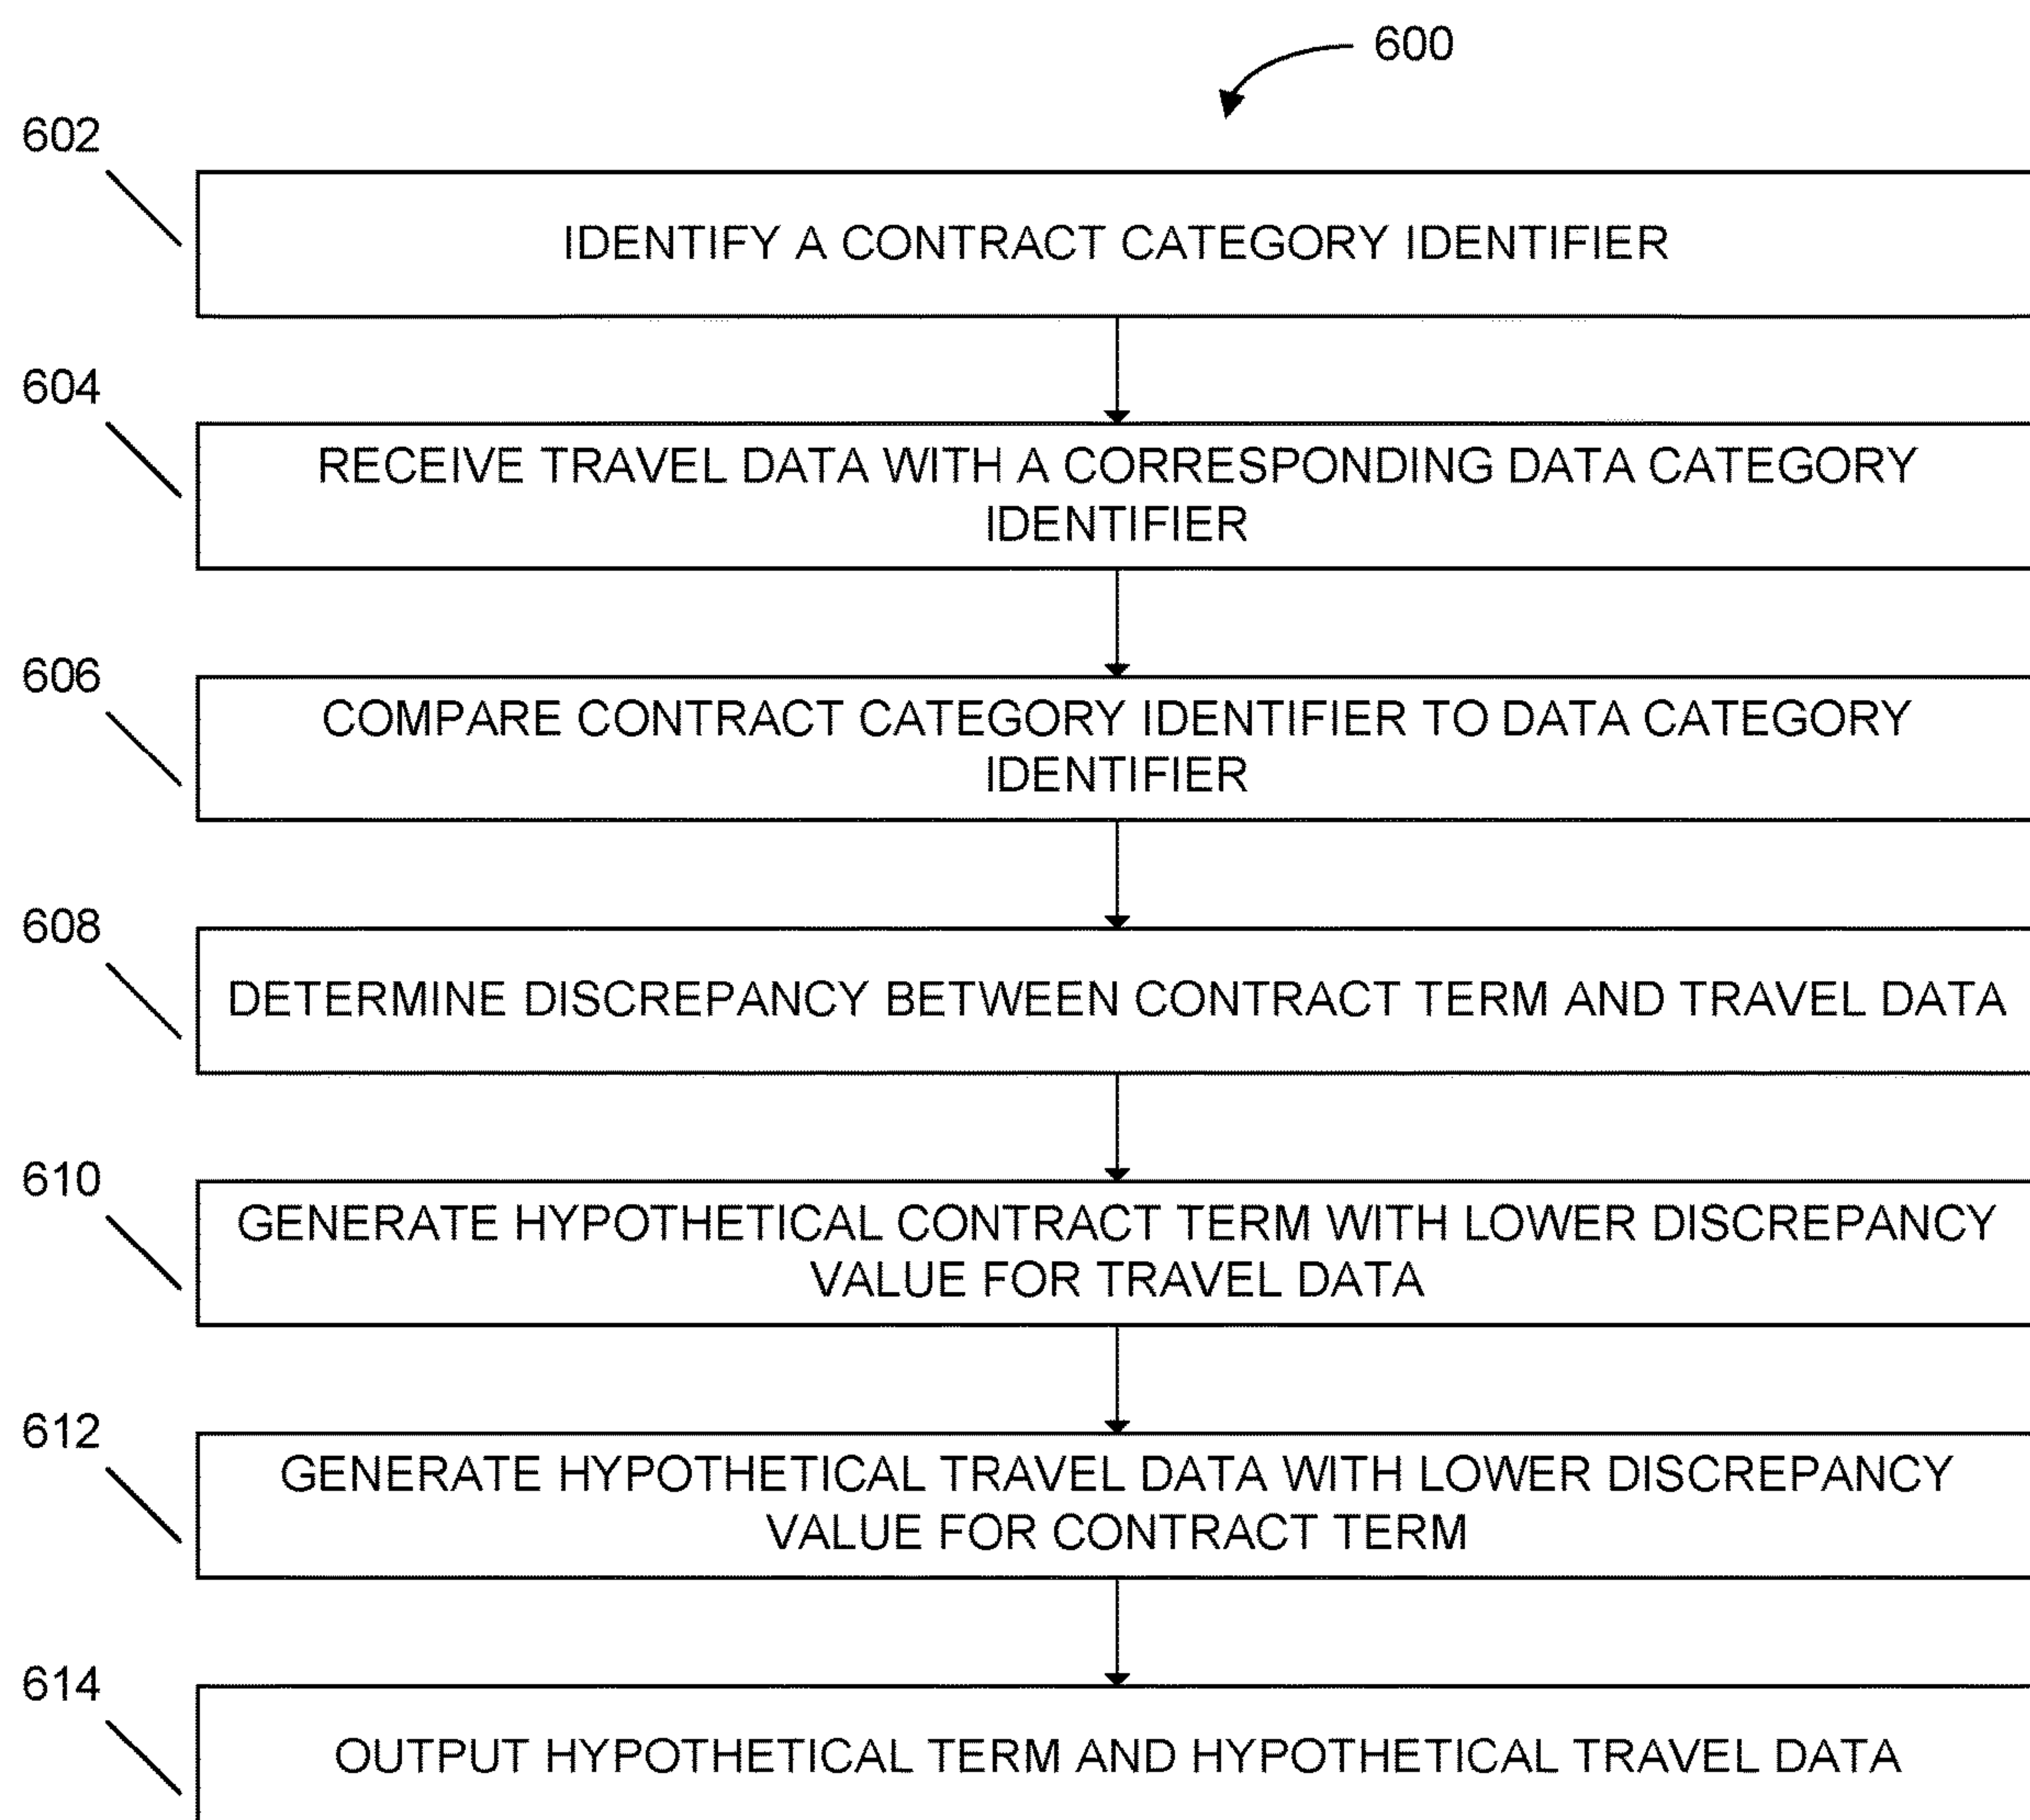 600
602
IDENTIFY A CONTRACT CATEGORY IDENTIFIER
604
RECEIVE TRAVEL DATA WITH A CORRESPONDING DATA CATEGORY
IDENTIFIER
606
COMPARE CONTRACT CATEGORY IDENTIFIER TO DATA CATEGORY
IDENTIFIER
608
DETERMINE DISCREPANCY BETWEEN CONTRACT TERM AND TRAVEL DATA
610
GENERATE HYPOTHETICAL CONTRACT TERM WITH LOWER DISCREPANCY
VALUE FOR TRAVEL DATA
612
GENERATE HYPOTHETICAL TRAVEL DATA WITH LOWER DISCREPANCY
VALUE FOR CONTRACT TERM
614
OUTPUT HYPOTHETICAL TERM AND HYPOTHETICAL TRAVEL DATA